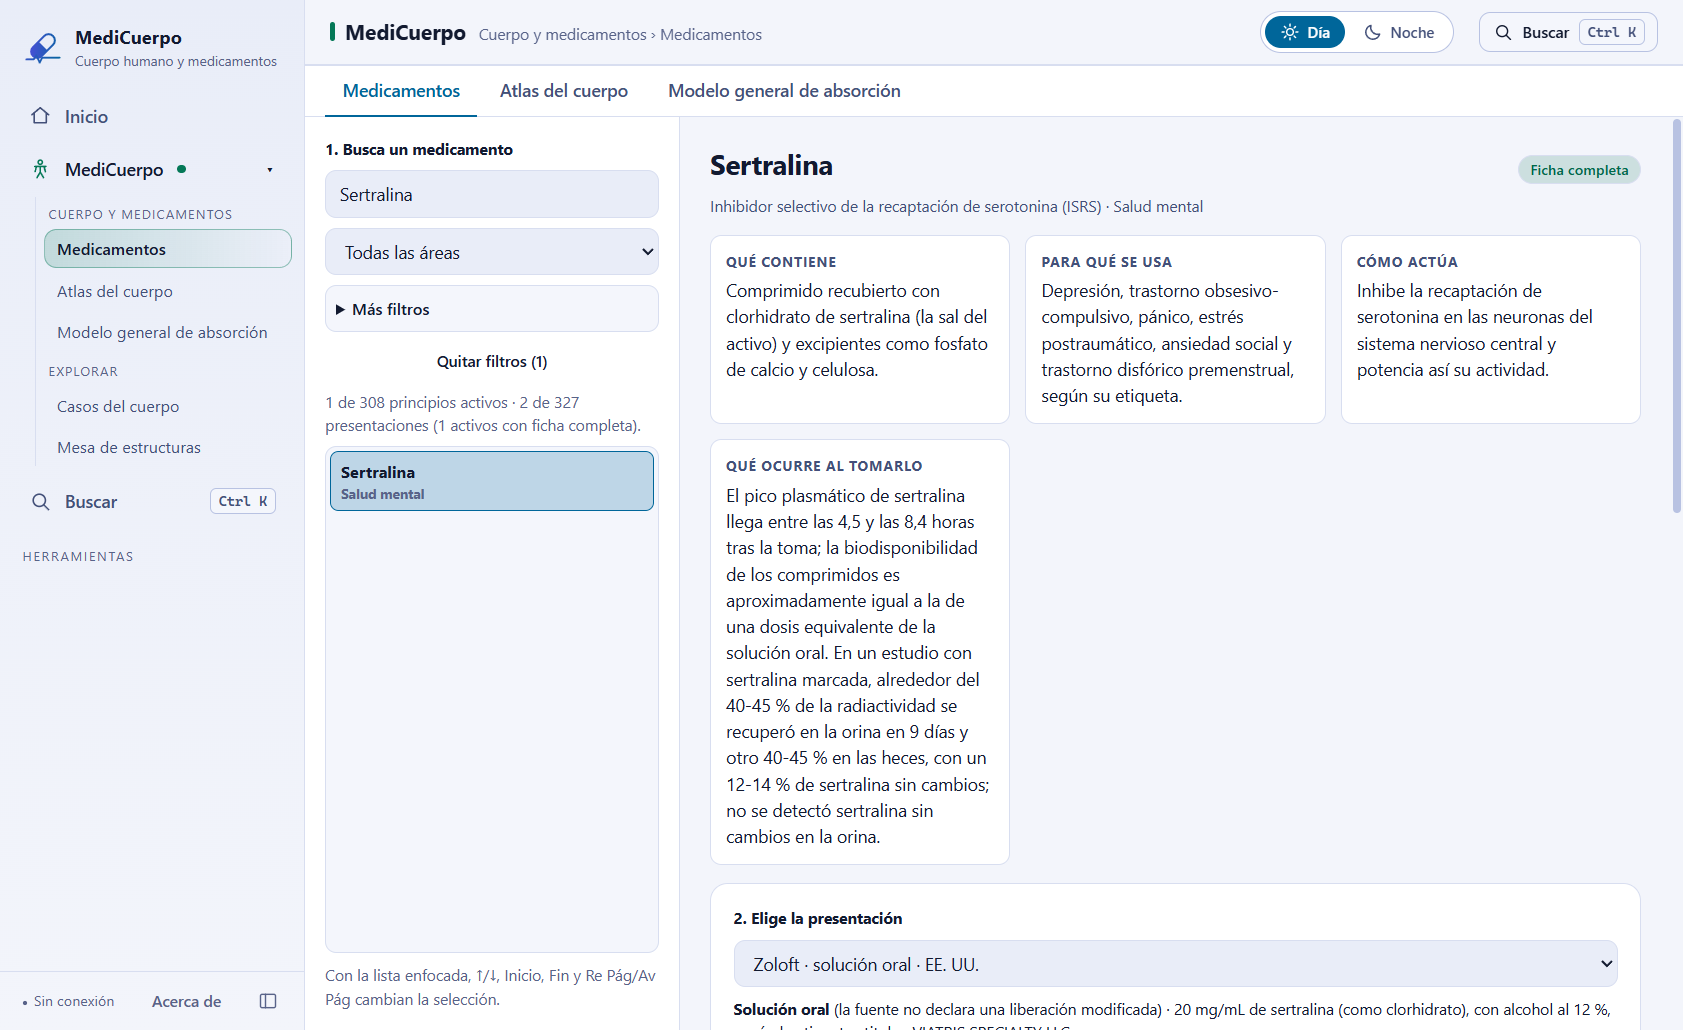 MediCuerpo
Cuerpo humano y medicamentos
Inicio
MediCuerpo
CUERPO Y MEDICAMENTOS
Medicamentos
Atlas del cuerpo
Modelo general de absorción
EXPLORAR
Casos del cuerpo
Mesa de estructuras
Buscar
Ctrl K
HERRAMIENTAS
Sin conexión
Acerca de
MediCuerpo
Cuerpo y medicamentos › Medicamentos
Día
Noche
Buscar
Ctrl K
Medicamentos
Atlas del cuerpo
Modelo general de absorción
1. Busca un medicamento
Sertralina
Todas las áreas
Más filtros
Quitar filtros (1)
1 de 308 principios activos · 2 de 327
presentaciones (1 activos con ficha completa).
Sertralina
Salud mental
Con la lista enfocada, ↑/↓, Inicio, Fin y Re Pág/Av
Pág cambian la selección.
Sertralina
Ficha completa
Inhibidor selectivo de la recaptación de serotonina (ISRS) · Salud mental
QUÉ CONTIENE
Comprimido recubierto con
clorhidrato de sertralina (la sal del
activo) y excipientes como fosfato
de calcio y celulosa.
PARA QUÉ SE USA
Depresión, trastorno obsesivo-
compulsivo, pánico, estrés
postraumático, ansiedad social y
trastorno disfórico premenstrual,
según su etiqueta.
CÓMO ACTÚA
Inhibe la recaptación de
serotonina en las neuronas del
sistema nervioso central y
potencia así su actividad.
QUÉ OCURRE AL TOMARLO
El pico plasmático de sertralina
llega entre las 4,5 y las 8,4 horas
tras la toma; la biodisponibilidad
de los comprimidos es
aproximadamente igual a la de
una dosis equivalente de la
solución oral. En un estudio con
sertralina marcada, alrededor del
40-45 % de la radiactividad se
recuperó en la orina en 9 días y
otro 40-45 % en las heces, con un
12-14 % de sertralina sin cambios;
no se detectó sertralina sin
cambios en la orina.
2. Elige la presentación
Zoloft · solución oral · EE. UU.
Solución oral (la fuente no declara una liberación modificada) · 20 mg/mL de sertralina (como clorhidrato), con alcohol al 12 %,